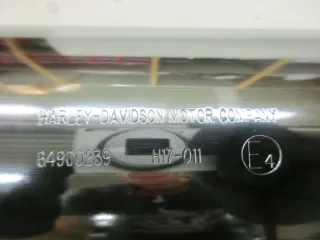 HARLEY-DAVIDSON MOTOR COMPANY
64900239 H17-011 E4